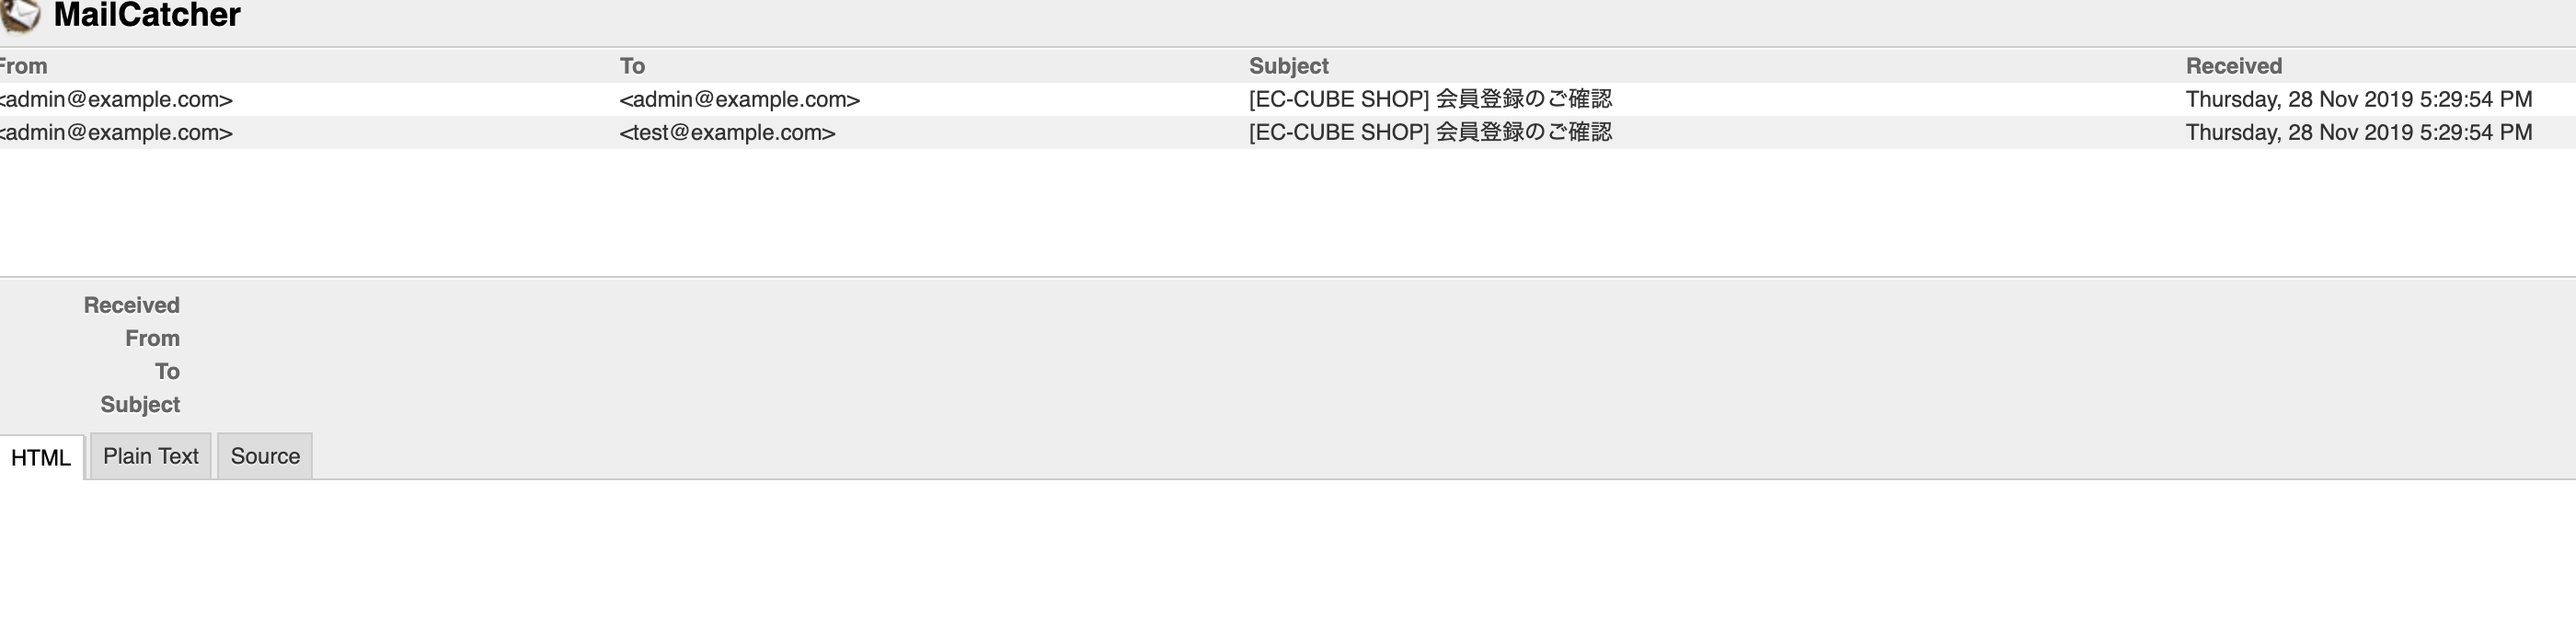 MailCatcher
From To Subject Received
<admin@example.com> <admin@example.com> [EC-CUBE SHOP] 会員登録のご確認 Thursday, 28 Nov 2019 5:29:54 PM
<admin@example.com> <test@example.com> [EC-CUBE SHOP] 会員登録のご確認 Thursday, 28 Nov 2019 5:29:54 PM
Received
From
To
Subject
HTML Plain Text Source